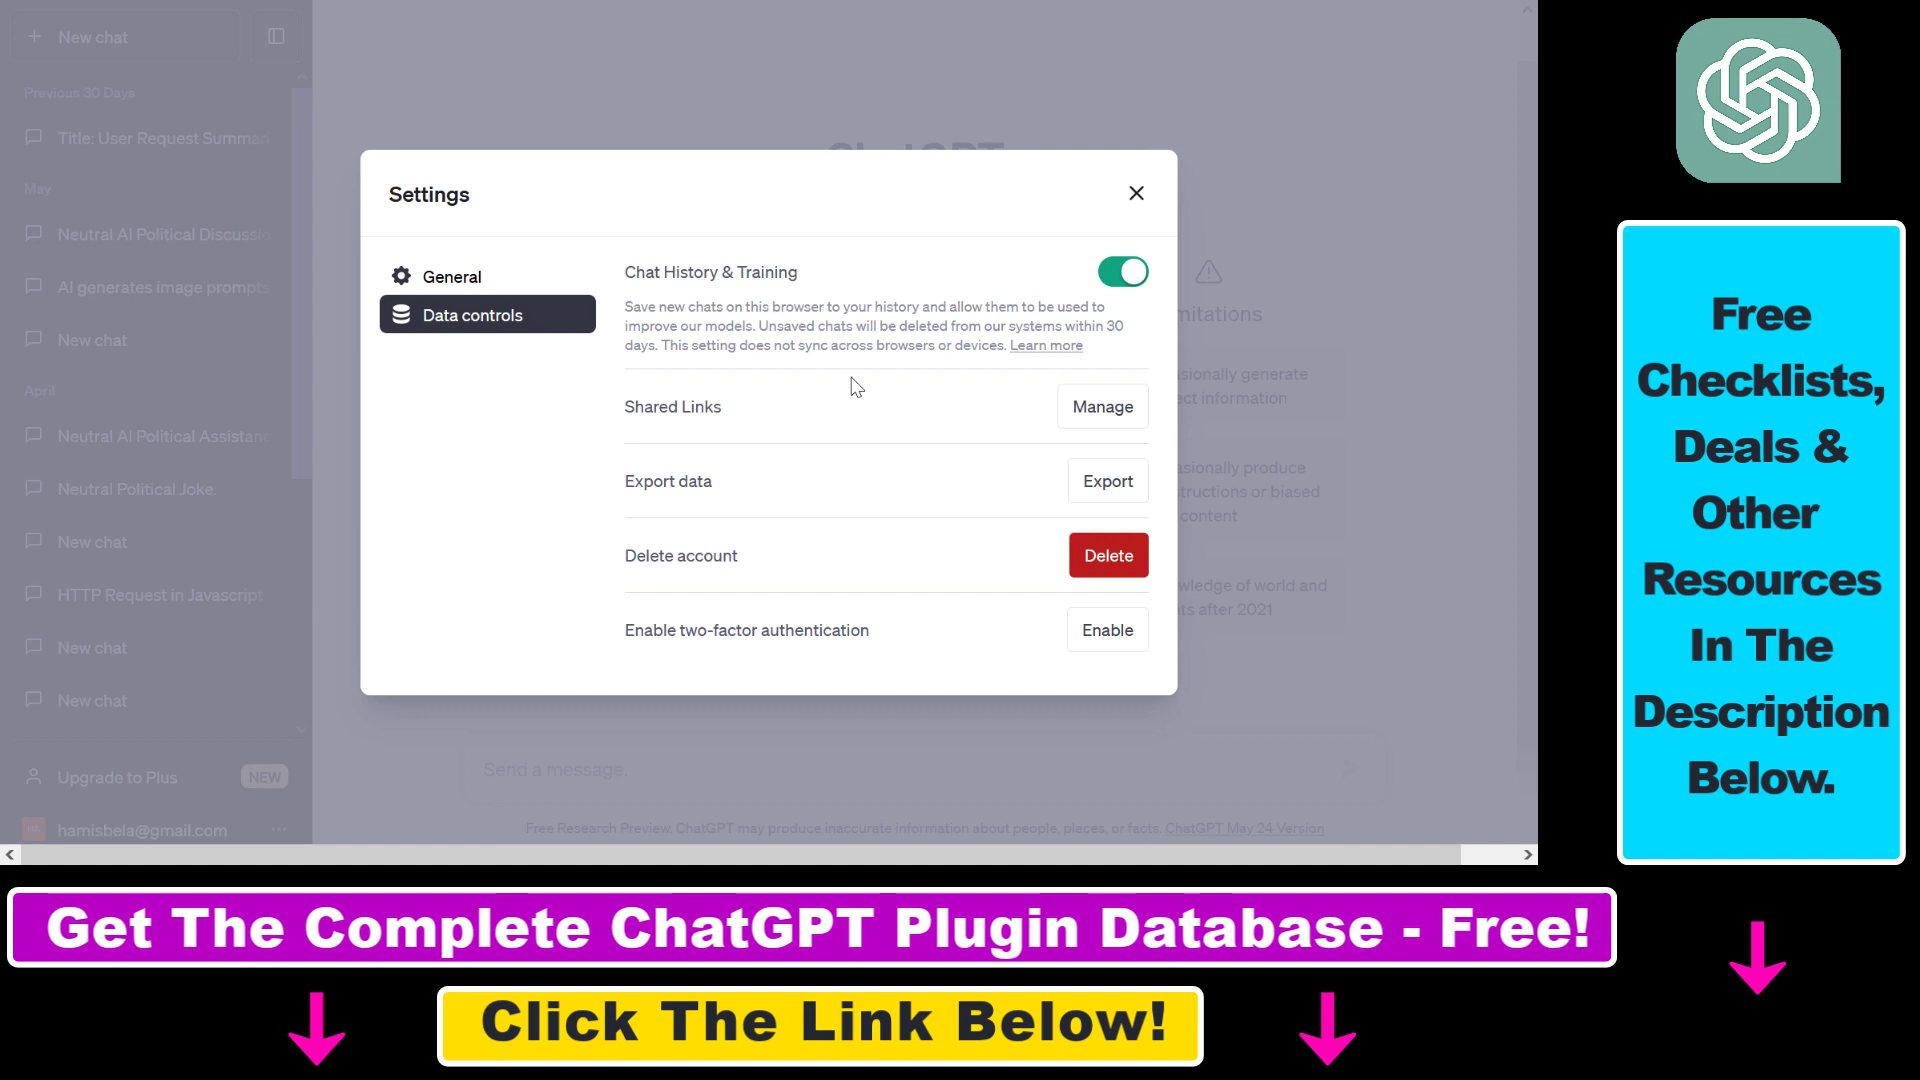 New chat
Previous 30 Days
Title: User Request Summar
May
Neutral AI Political Discussio
AI generates image prompts.
New chat
April
Neutral AI Political Assistanc
Neutral Political Joke.
New chat
HTTP Request in Javascript
New chat
New chat
Upgrade to Plus NEW
HA hamisbela@gmail.com
ChatGPT
Settings
General
Data controls
Chat History & Training
Save new chats on this browser to your history and allow them to be used to
improve our models. Unsaved chats will be deleted from our systems within 30
days. This setting does not sync across browsers or devices. Learn more
Shared Links Manage
Export data Export
Delete account Delete
Enable two-factor authentication Enable
mitations
sionally generate
ect information
asionally produce
structions or biased
content
wledge of world and
ts after 2021
Send a message.
Free Research Preview. ChatGPT may produce inaccurate information about people, places, or facts. ChatGPT May 24 Version
Free
Checklists,
Deals &
Other
Resources
In The
Description
Below.
Get The Complete ChatGPT Plugin Database - Free!
Click The Link Below!